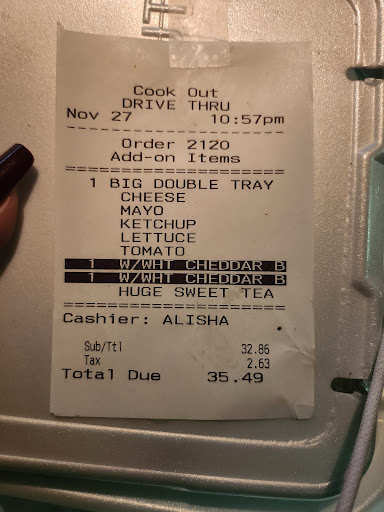 Cook Out
DRIVE THRU
Nov 27 10:57pm
Order 2120
Add-on Items
1 BIG DOUBLE TRAY
CHEESE
MAYO
KETCHUP
LETTUCE
TOMATO
1 W/WHT CHEDDAR B
1 W/WHT CHEDDAR B
HUGE SWEET TEA
Cashier: ALISHA
Sub/Ttl 32.86
Tax 2.63
Total Due 35.49